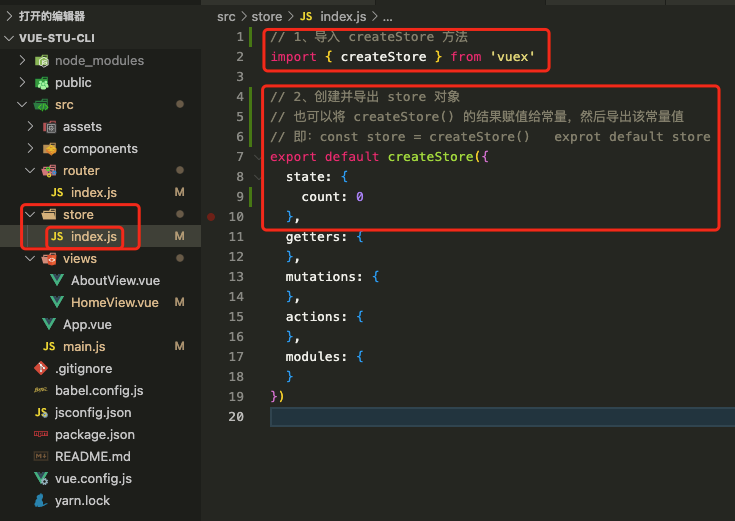 打开的编辑器
VUE-STU-CLI
node_modules
public
src
assets
components
router
JS index.js M
store
JS index.js M
views
AboutView.vue
HomeView.vue M
App.vue
main.js M
.gitignore
babel.config.js
jsconfig.json
package.json
README.md
vue.config.js
yarn.lock
src > store > JS index.js > ...
1 // 1、导入 createStore 方法
2 import { createStore } from 'vuex'
3
4 // 2、创建并导出 store 对象
5 // 也可以将 createStore() 的结果赋值给常量，然后导出该常量值
6 // 即：const store = createStore()   exprot default store
7 export default createStore({
8 state: {
9 count: 0
10 },
11 getters: {
12 },
13 mutations: {
14 },
15 actions: {
16 },
17 modules: {
18 }
19 })
20